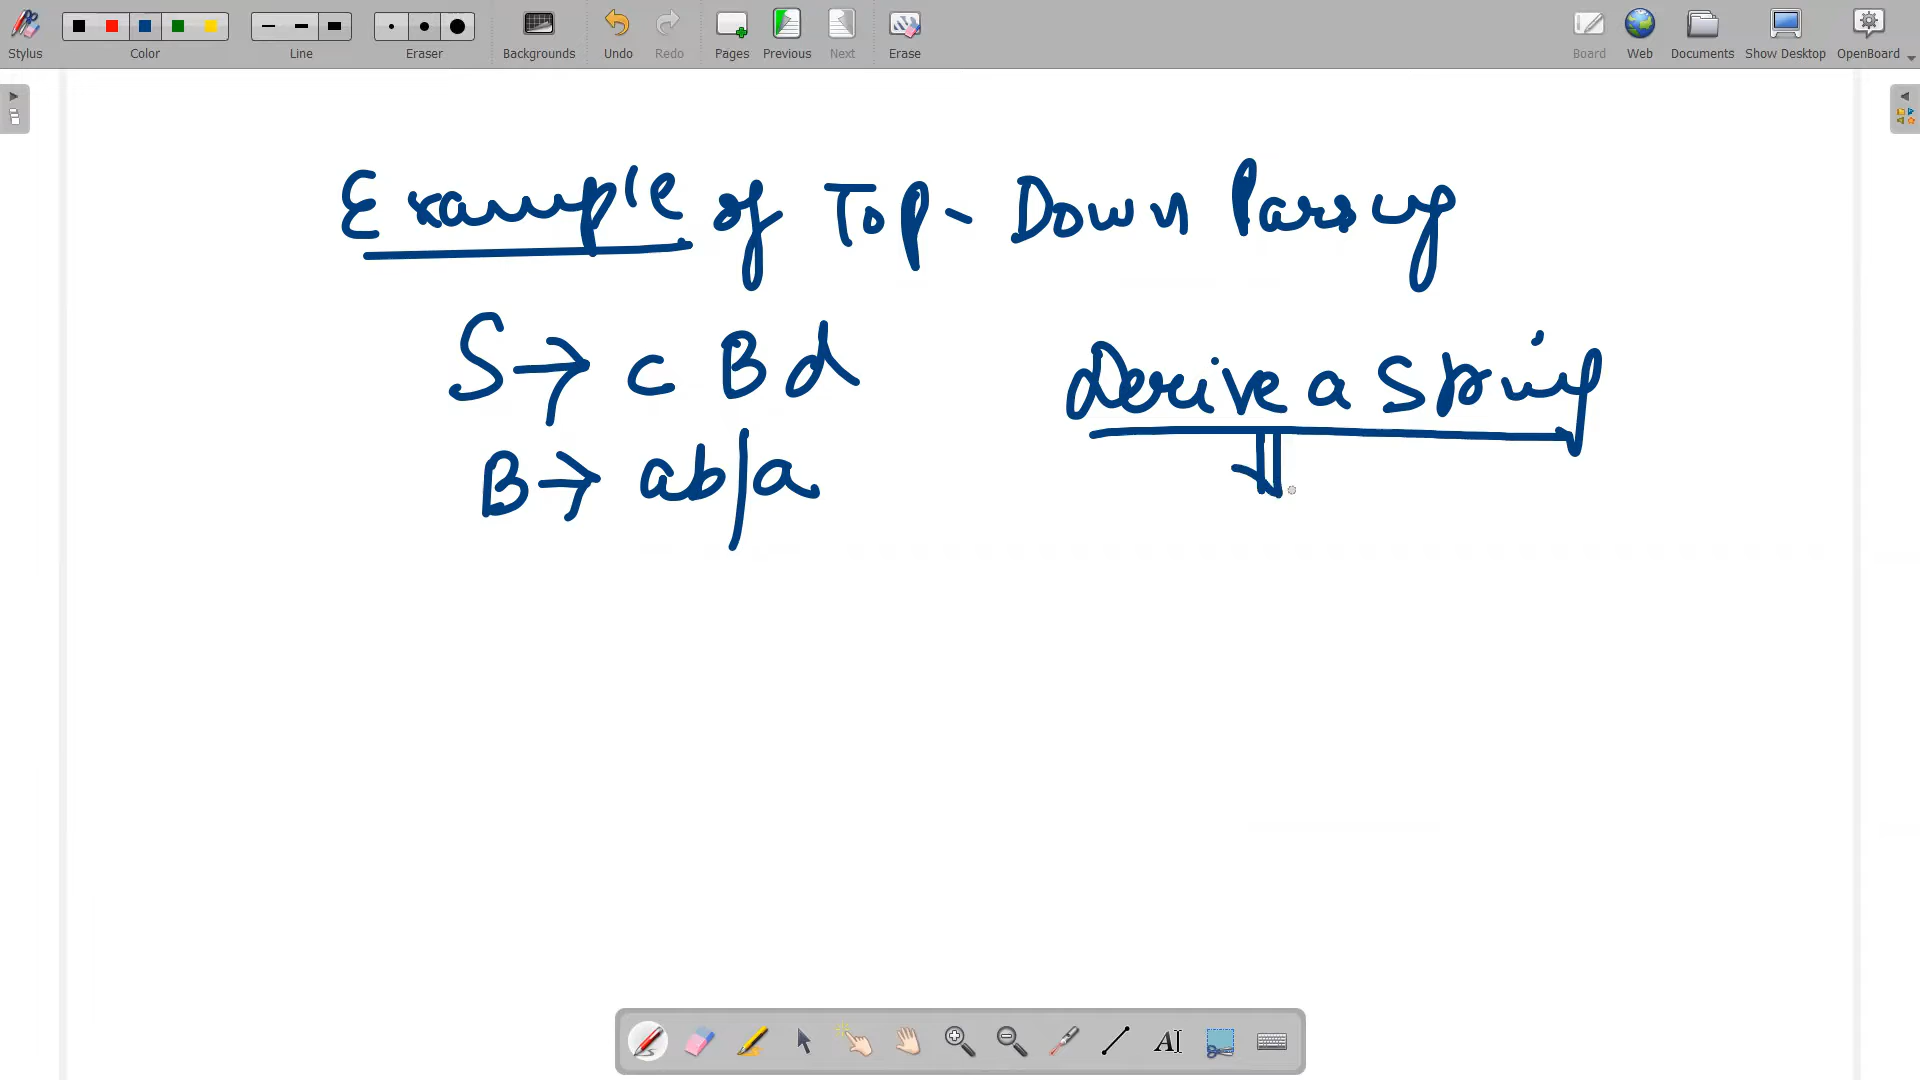 Stylus
Color
Line
Eraser
Backgrounds
Undo
Redo
Pages
Previous
Next
Erase
Board
Web
Documents
Show Desktop
OpenBoard
Example of Top-Down Parsing
S→ c B d
Derive a String
B→ ab/a